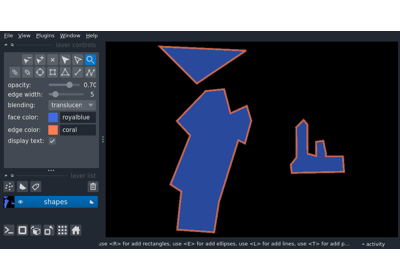 File View Plugins Window Help
layer controls
opacity: 0.70
edge width: 5
blending: translucen
face color: royalblue
edge color: coral
display text:
layer list
shapes
use <R> for add rectangles, use <E> for add ellipses, use <L> for add lines, use <T> for add p... activity